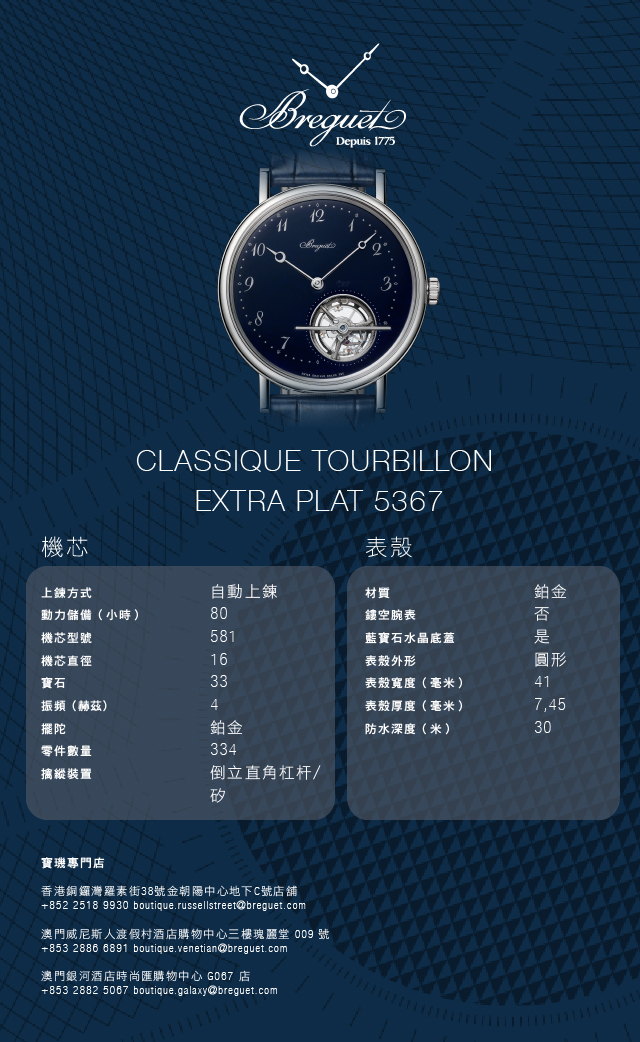 Breguet
Depuis 1775
12
11 1
10 Breguet 2
9 3
8
7
CLASSIQUE TOURBILLON
EXTRA PLAT 5367
機芯
上鍊方式 自動上鍊
動力儲備（小時） 80
機芯型號 581
機芯直徑 16
寶石 33
振頻（赫茲） 4
擺陀 鉑金
零件數量 334
擒縱裝置 倒立直角杠杆/
矽
表殼
材質 鉑金
鏤空腕表 否
藍寶石水晶底蓋 是
表殼外形 圓形
表殼寬度（毫米） 41
表殼厚度（毫米） 7,45
防水深度（米） 30
寶璣專門店
香港銅鑼灣羅素街38號金朝陽中心地下C號店舖
+852 2518 9930 boutique.russellstreet@breguet.com
澳門威尼斯人渡假村酒店購物中心三樓瑰麗堂 009 號
+853 2886 6891 boutique.venetian@breguet.com
澳門銀河酒店時尚匯購物中心 G067 店
+853 2882 5067 boutique.galaxy@breguet.com